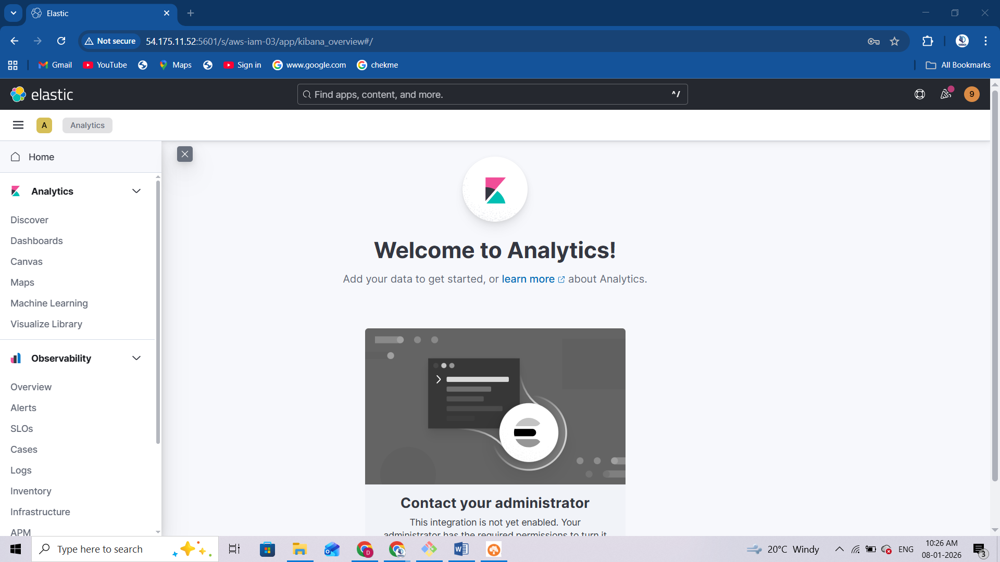 Elastic
Not secure 54.175.11.52:5601/s/aws-iam-03/app/kibana_overview#/
Gmail YouTube Maps Sign in www.google.com chekme All Bookmarks
elastic Find apps, content, and more. ^/ 9
A Analytics
Home
Analytics
Discover
Dashboards
Canvas
Maps
Machine Learning
Visualize Library
Observability
Overview
Alerts
SLOs
Cases
Logs
Inventory
Infrastructure
APM
Welcome to Analytics!
Add your data to get started, or learn more about Analytics.
Contact your administrator
This integration is not yet enabled. Your
administrator has the required permissions to turn it
Type here to search
20°C Windy
ENG
10:26 AM
08-01-2026
3